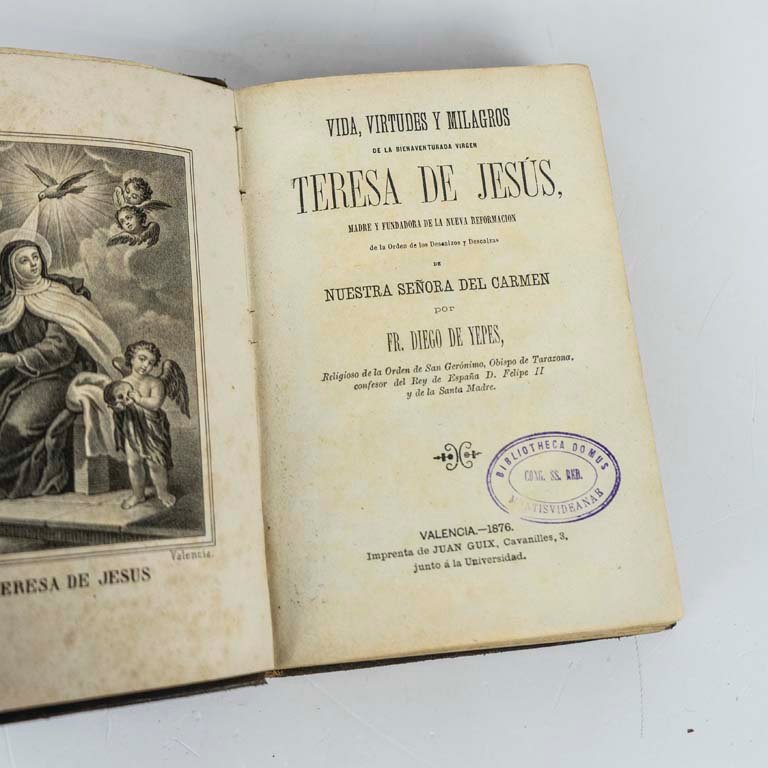 Valencia.
ERESA DE JESUS
VIDA, VIRTUDES Y MILAGROS
DE LA BIENAVENTURADA VIRGEN
TERESA DE JESÚS,
MADRE Y FUNDADORA DE LA NUEVA REFORMACION
de la Orden de los Descalzos y Descalzas
DE
NUESTRA SEÑORA DEL CARMEN
por
FR. DIEGO DE YEPES,
Religioso de la Orden de San Gerónimo, Obispo de Tarazona,
confesor del Rey de España D. Felipe II
y de la Santa Madre.
BIBLIOTHECA DOMUS
CONG. SS. RED.
MONTISVIDEANAE
VALENCIA.—1876.
Imprenta de JUAN GUIX, Cavanilles, 3,
junto á la Universidad.